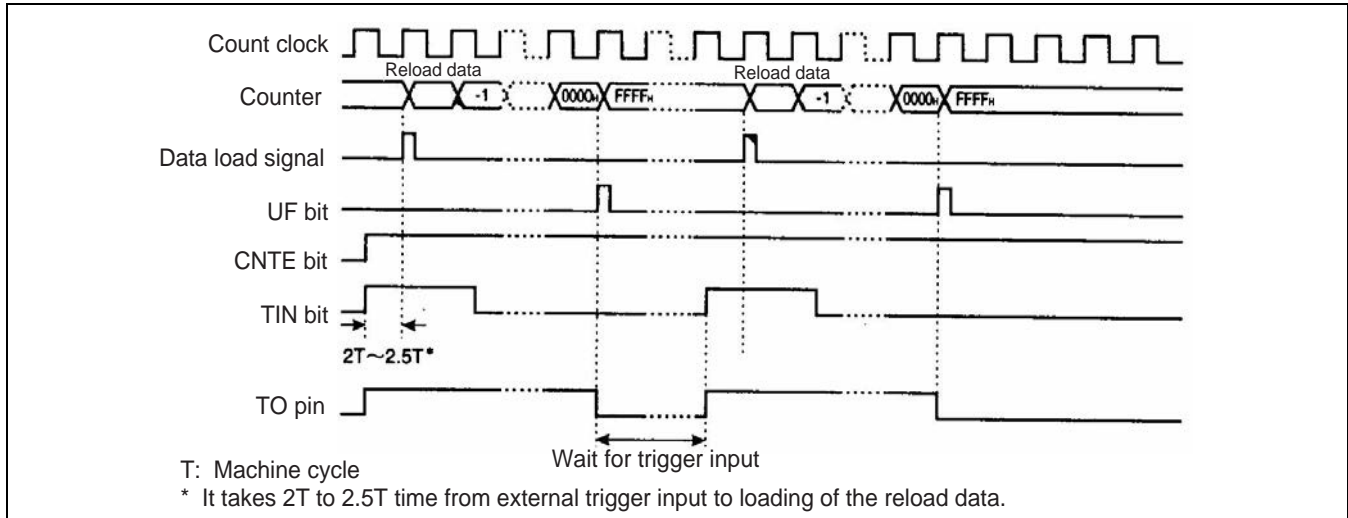 Count clock
Reload data Reload data
Counter -1 0000H FFFFH -1 0000H FFFFH
Data load signal
UF bit
CNTE bit
TIN bit
2T～2.5T*
TO pin
Wait for trigger input
T: Machine cycle
* It takes 2T to 2.5T time from external trigger input to loading of the reload data.